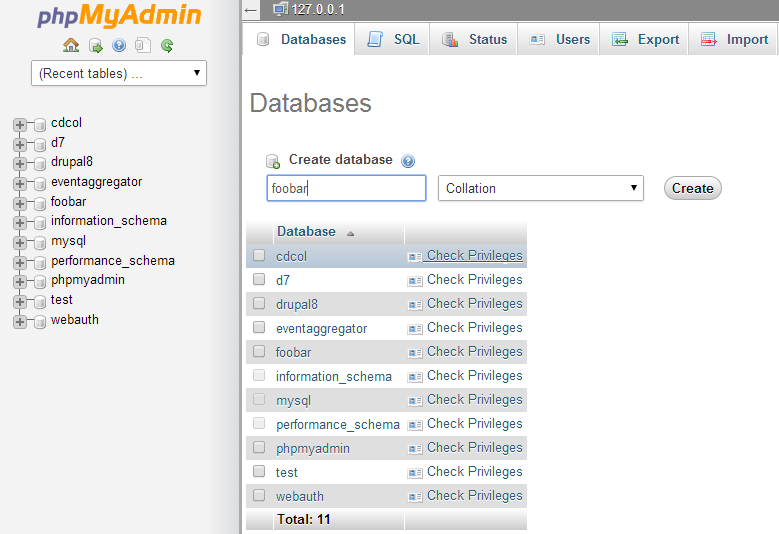 phpMyAdmin
(Recent tables) ...
cdcol
d7
drupal8
eventaggregator
foobar
information_schema
mysql
performance_schema
phpmyadmin
test
webauth
127.0.0.1
Databases SQL Status Users Export Import
Databases
Create database
foobar Collation Create
Database
cdcol Check Privileges
d7 Check Privileges
drupal8 Check Privileges
eventaggregator Check Privileges
foobar Check Privileges
information_schema Check Privileges
mysql Check Privileges
performance_schema Check Privileges
phpmyadmin Check Privileges
test Check Privileges
webauth Check Privileges
Total: 11